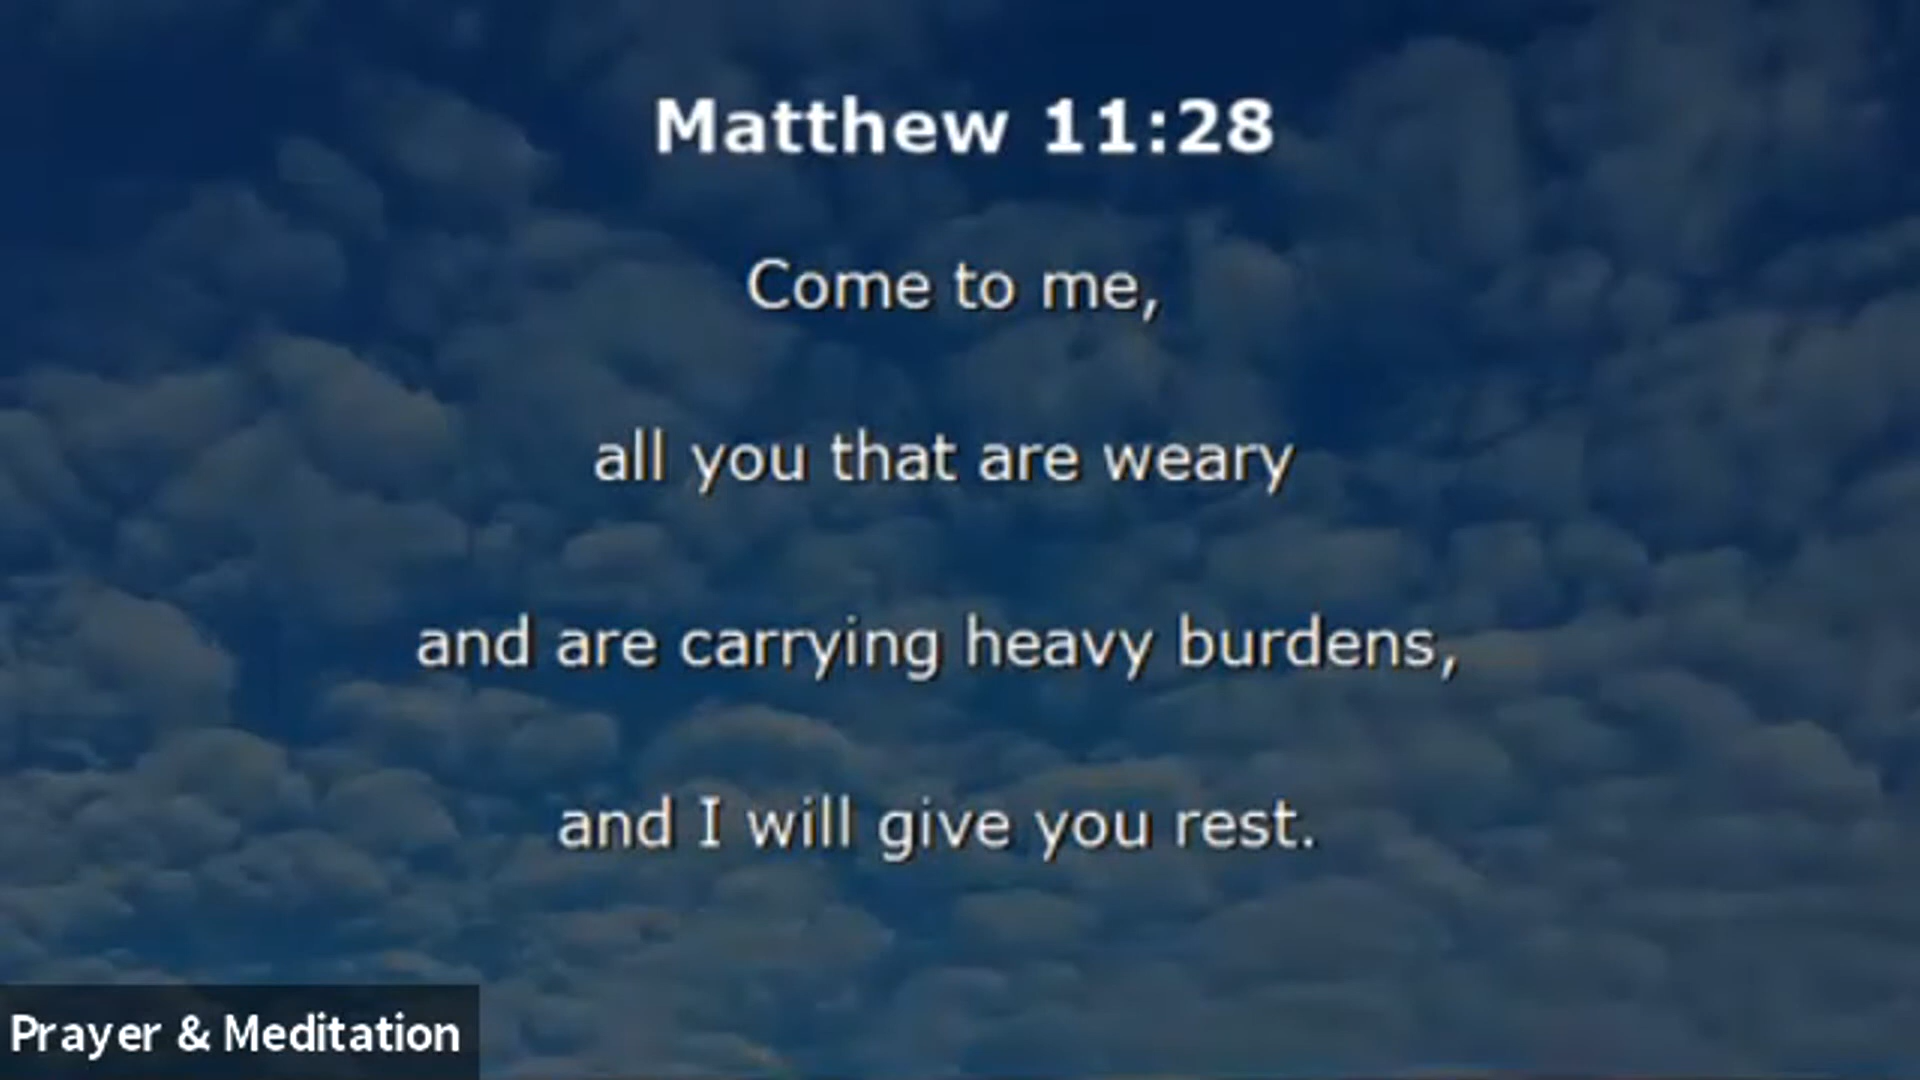 Matthew 11:28
Come to me,
all you that are weary
and are carrying heavy burdens,
and I will give you rest.
Prayer & Meditation